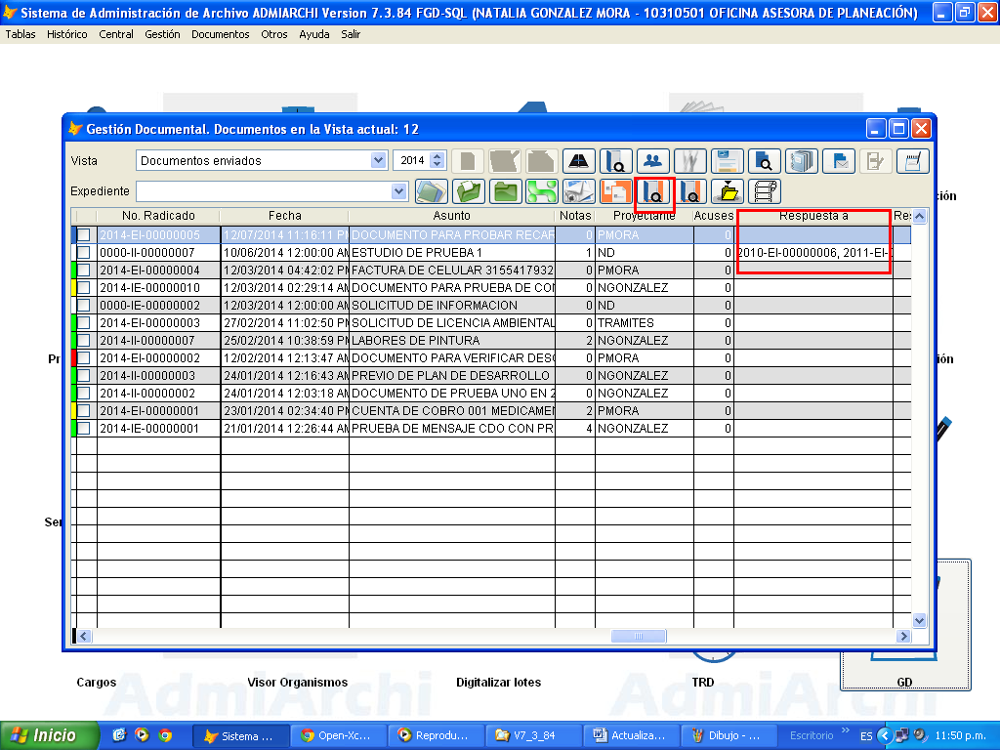 Sistema de Administración de Archivo ADMIARCHI Version 7.3.84 FGD-SQL (NATALIA GONZALEZ MORA - 10310501 OFICINA ASESORA DE PLANEACIÓN)
Tablas Histórico Central Gestión Documentos Otros Ayuda Salir
Gestión Documental. Documentos en la Vista actual: 12
Vista Documentos enviados 2014
Expediente
ción
No. Radicado Fecha Asunto Notas Proyectante Acuses Respuesta a Res
2014-EI-00000005 12/07/2014 11:16:11 PM DOCUMENTO PARA PROBAR RECAR 0 PMORA 0
0000-II-00000007 10/06/2014 12:00:00 AM ESTUDIO DE PRUEBA 1 1 ND 0 2010-EI-00000006, 2011-EI-
2014-EI-00000004 12/03/2014 04:42:02 PM FACTURA DE CELULAR 3155417932 0 PMORA 0
2014-IE-00000010 12/03/2014 02:29:14 AM DOCUMENTO PARA PRUEBA DE CON 0 NGONZALEZ 0
0000-IE-00000002 12/03/2014 12:00:00 AM SOLICITUD DE INFORMACION 0 ND 0
2014-EI-00000003 27/02/2014 11:02:50 PM SOLICITUD DE LICENCIA AMBIENTAL 0 TRAMITES 0
2014-II-00000007 25/02/2014 10:38:59 PM LABORES DE PINTURA 2 NGONZALEZ 0
Pr 2014-EI-00000002 12/02/2014 12:13:47 AM DOCUMENTO PARA VERIFICAR DESC 0 PMORA 0 ión
2014-II-00000003 24/01/2014 12:16:43 AM PREVIO DE PLAN DE DESARROLLO 0 NGONZALEZ 0
2014-II-00000002 24/01/2014 12:03:18 AM DOCUMENTO DE PRUEBA UNO EN 2 0 NGONZALEZ 0
2014-EI-00000001 23/01/2014 02:34:40 PM CUENTA DE COBRO 001 MEDICAMEN 2 PMORA 0
2014-IE-00000001 21/01/2014 12:26:44 AM PRUEBA DE MENSAJE CDO CON PR 4 NGONZALEZ 0
Ser
Cargos Visor Organismos Digitalizar lotes TRD GD
AdmiArchi AdmiArchi
Inicio Sistema ... Open-Xc... Reprodu... V7_3_84 Actualiza... Dibujo - ... Escritorio » ES 11:50 p.m.